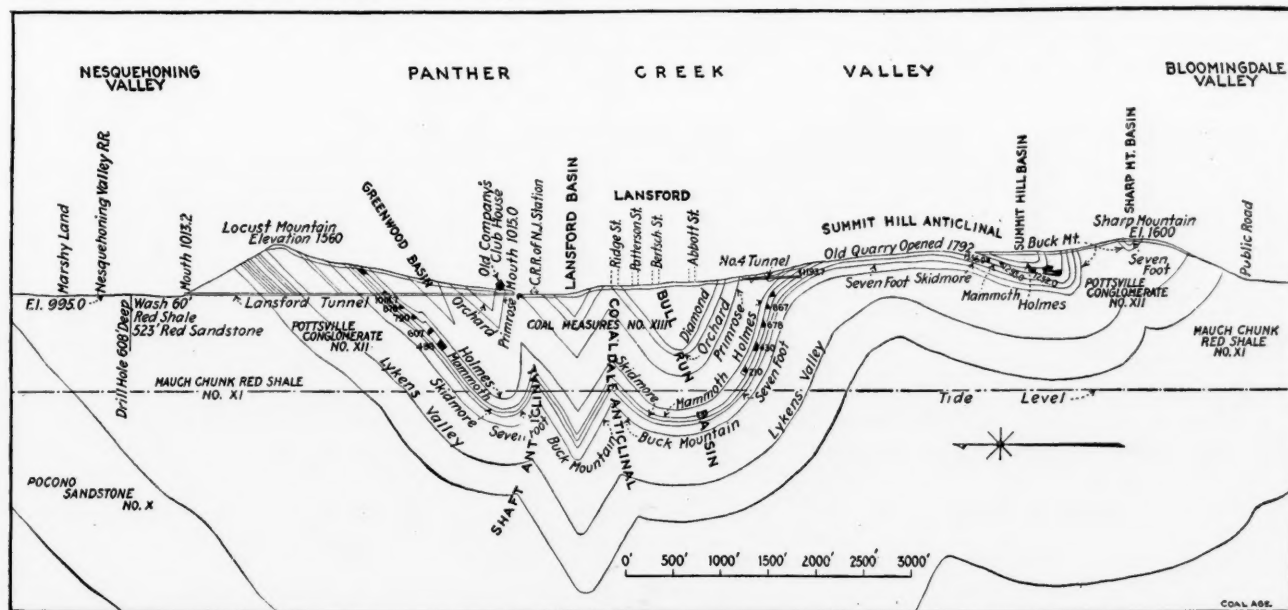 NESQUEHONING
VALLEY
PANTHER
CREEK
VALLEY
BLOOMINGDALE
VALLEY
Marshy Land
Nesquehoning Valley RR.
Mouth 1013.2
Locust Mountain
Elevation 1560
GREENWOOD BASIN
Old Company's
Club House
Mouth 1015.0
C.R.R. of N.J. Station
LANSFORD BASIN
LANSFORD
Ridge St.
Patterson St.
Bertsch St.
Abbott St.
No.4 Tunnel
SUMMIT HILL ANTICLINAL
Old Quarry Opened 1792
SUMMIT HILL BASIN
Buck Mt.
SHARP MT. BASIN
Sharp Mountain
El. 1600
Public Road
El. 995.0
Wash 60'
Red Shale
523' Red Sandstone
Drill Hole 608' Deep
Lansford Tunnel
POTTSVILLE
CONGLOMERATE
NO. XII
Orchard
Primrose
COAL MEASURES NO. XIII
COALDALE ANTICLINAL
BULL RUN BASIN
Diamond
Orchard
Primrose
Holmes
667
678
430
210
Seven Foot
Skidmore
Mammoth
Holmes
Seven
Foot
POTTSVILLE
CONGLOMERATE
NO. XII
MAUCH CHUNK
RED SHALE
NO. XI
MAUCH CHUNK RED SHALE
NO. XI
Lykens Valley
Holmes
Mammoth
Skidmore
Seven Foot
SHAFT ANTICLINAL
Buck Mountain
Skidmore
Mammoth
Buck Mountain
Seven Foot
Lykens Valley
Tide Level
POCONO
SANDSTONE
NO. X
0' 500' 1000' 1500' 2000' 2500' 3000'
COAL AGE